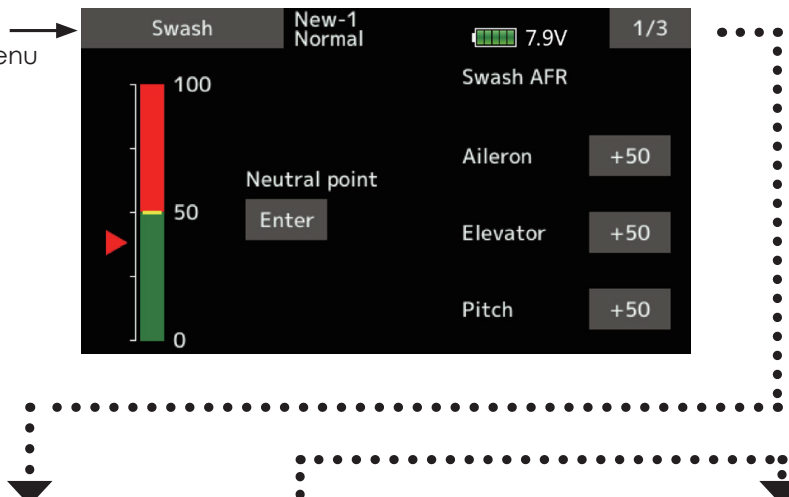 Swash
New-1
Normal
7.9V
1/3
enu
100
50
0
Neutral point
Enter
Swash AFR
Aileron +50
Elevator +50
Pitch +50